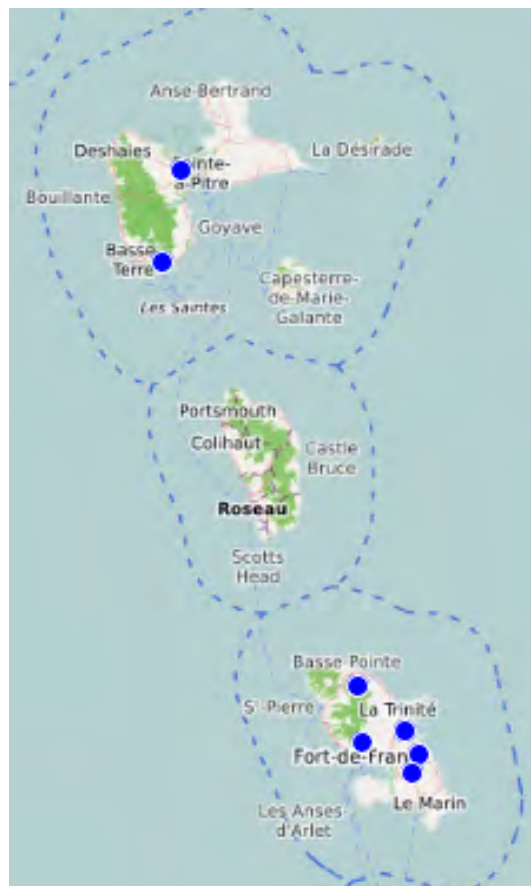 Anse-Bertrand
Deshaies
La Désirade
Pointe-
à-Pitre
Bouillante
Goyave
Basse-
Terre
Capesterre-
de-Marie-
Galante
Les Saintes
Portsmouth
Colihaut
Castle
Bruce
Roseau
Scotts
Head
Basse-Pointe
St-Pierre
La Trinité
Fort-de-Fran
Le Marin
Les Anses-
d'Arlet